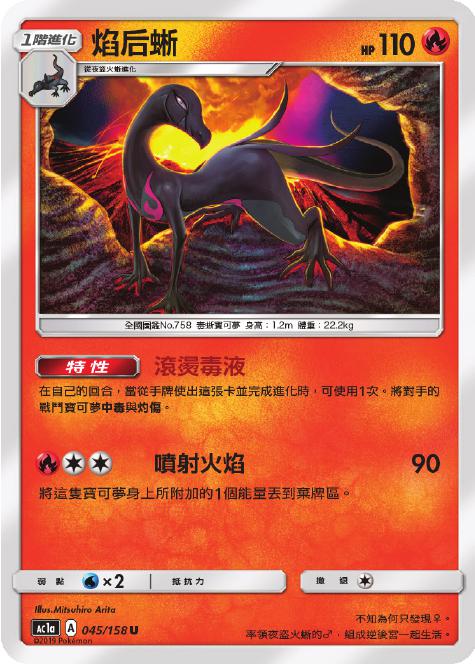 1階進化
焰后蜥
HP 110
從夜盜火蜥進化
全國圖鑑No.758 毒蜥寶可夢 身高：1.2m 體重：22.2kg
特性 滾燙毒液
在自己的回合，當從手牌使出這張卡並完成進化時，可使用1次。將對手的
戰鬥寶可夢中毒與灼傷。
噴射火焰 90
將這隻寶可夢身上所附加的1個能量丟到棄牌區。
弱點 ×2 抵抗力 撤退
Illus.Mitsuhiro Arita
AC1a A 045/158 U
©2019 Pokémon
不知為何只發現♀。
率領夜盜火蜥的♂，組成逆後宮一起生活。